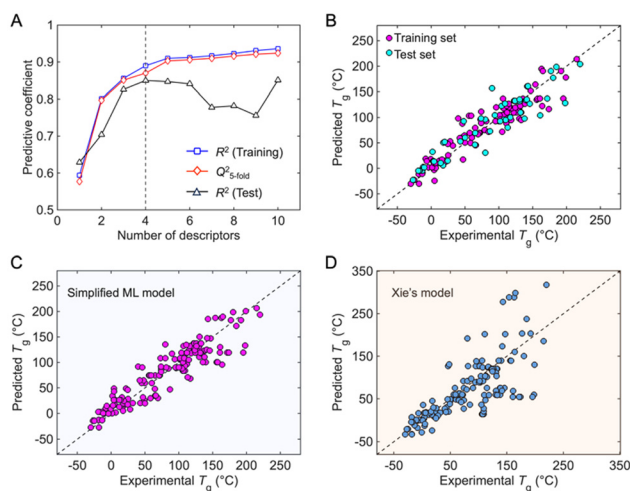 A
Predictive coefficient
1
0.9
0.8
0.7
0.6
0.5
R² (Training)
Q²5-fold
R² (Test)
0 2 4 6 8 10
Number of descriptors
B
Predicted Tg (°C)
250
200
150
100
50
0
-50
Training set
Test set
-50 0 50 100 150 200 250
Experimental Tg (°C)
C
Predicted Tg (°C)
250
200
150
100
50
0
-50
Simplified ML model
-50 0 50 100 150 200 250
Experimental Tg (°C)
D
Predicted Tg (°C)
350
250
150
50
-50
Xie's model
-50 50 150 250 350
Experimental Tg (°C)